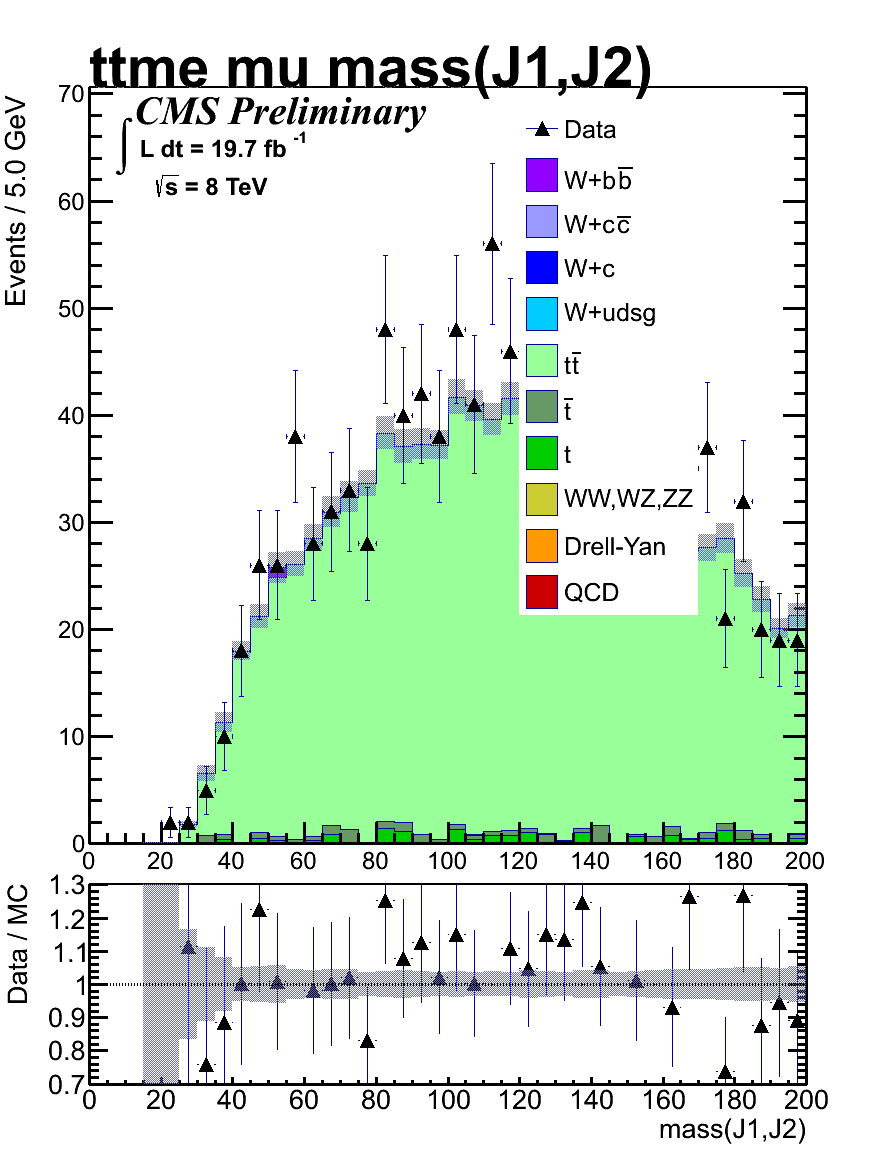 ttme mu mass(J1,J2)
CMS Preliminary
∫ L dt = 19.7 fb -1
√s = 8 TeV
Events / 5.0 GeV
70
60
50
40
30
20
10
0
Data
W+bb̅
W+cc̅
W+c
W+udsg
tt̅
t̅
t
WW,WZ,ZZ
Drell-Yan
QCD
0 20 40 60 80 100 120 140 160 180 200
Data / MC
1.3
1.2
1.1
1
0.9
0.8
0.7
0 20 40 60 80 100 120 140 160 180 200
mass(J1,J2)